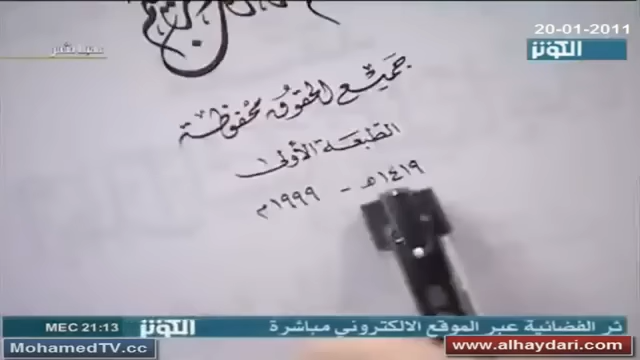 20-01-2011
الكوثر
مباشر
جميع الحقوق محفوظة
الطبعة الأولى
١٤١٩هـ - ١٩٩٩م
MEC 21:13
الكوثر
ثر الفضائية عبر الموقع الالكتروني مباشرة
MohamedTV.cc
www.alhaydari.com